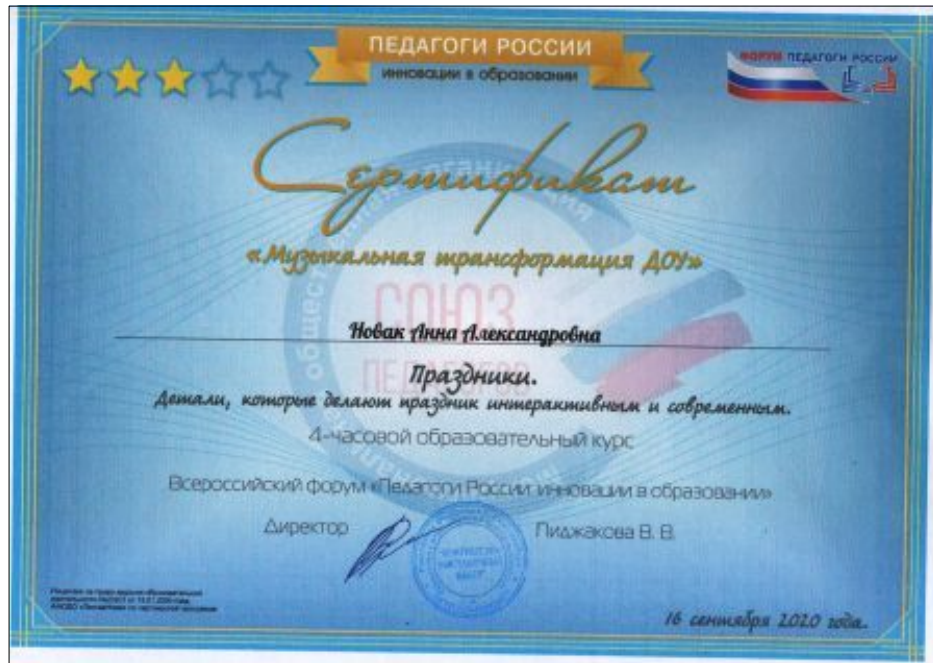 ПЕДАГОГИ РОССИИ
инновации в образовании
ФОРУМ ПЕДАГОГИ РОССИИ
Сертификат
«Музыкальная трансформация ДОУ»
СОЮЗ
Новак Анна Александровна
Праздники.
Детали, которые делают праздник интерактивным и современным.
4-часовой образовательный курс
Всероссийский форум «Педагоги России: инновации в образовании»
Директор
Пиджакова В. В.
16 сентября 2020 года.